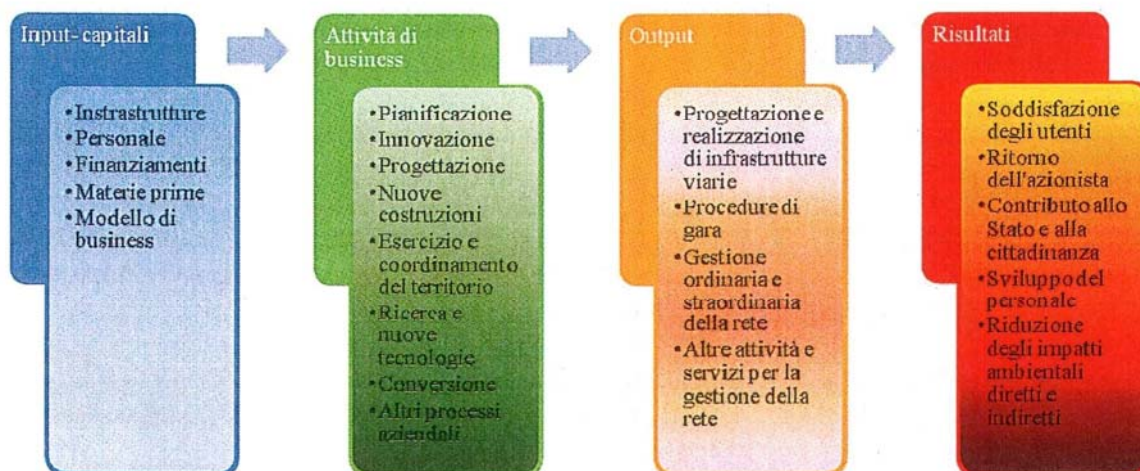 Input- capitali
• Instrastrutture
• Personale
• Finanziamenti
• Materie prime
• Modello di
business
Attività di
business
• Pianificazione
• Innovazione
• Progettazione
• Nuove
costruzioni
• Esercizio e
coordinamento
del territorio
• Ricerca e
nuove
tecnologie
• Conversione
• Altri processi
aziendali
Output
• Progettazione e
realizzazione
di infrastrutture
viarie
• Procedure di
gara
• Gestione
ordinaria e
straordinaria
della rete
• Altre attività e
servizi per la
gestione della
rete
Risultati
• Soddisfazione
degli utenti
• Ritorno
dell'azionista
• Contributo allo
Stato e alla
cittadinanza
• Sviluppo del
personale
• Riduzione
degli impatti
ambientali
diretti e
indiretti